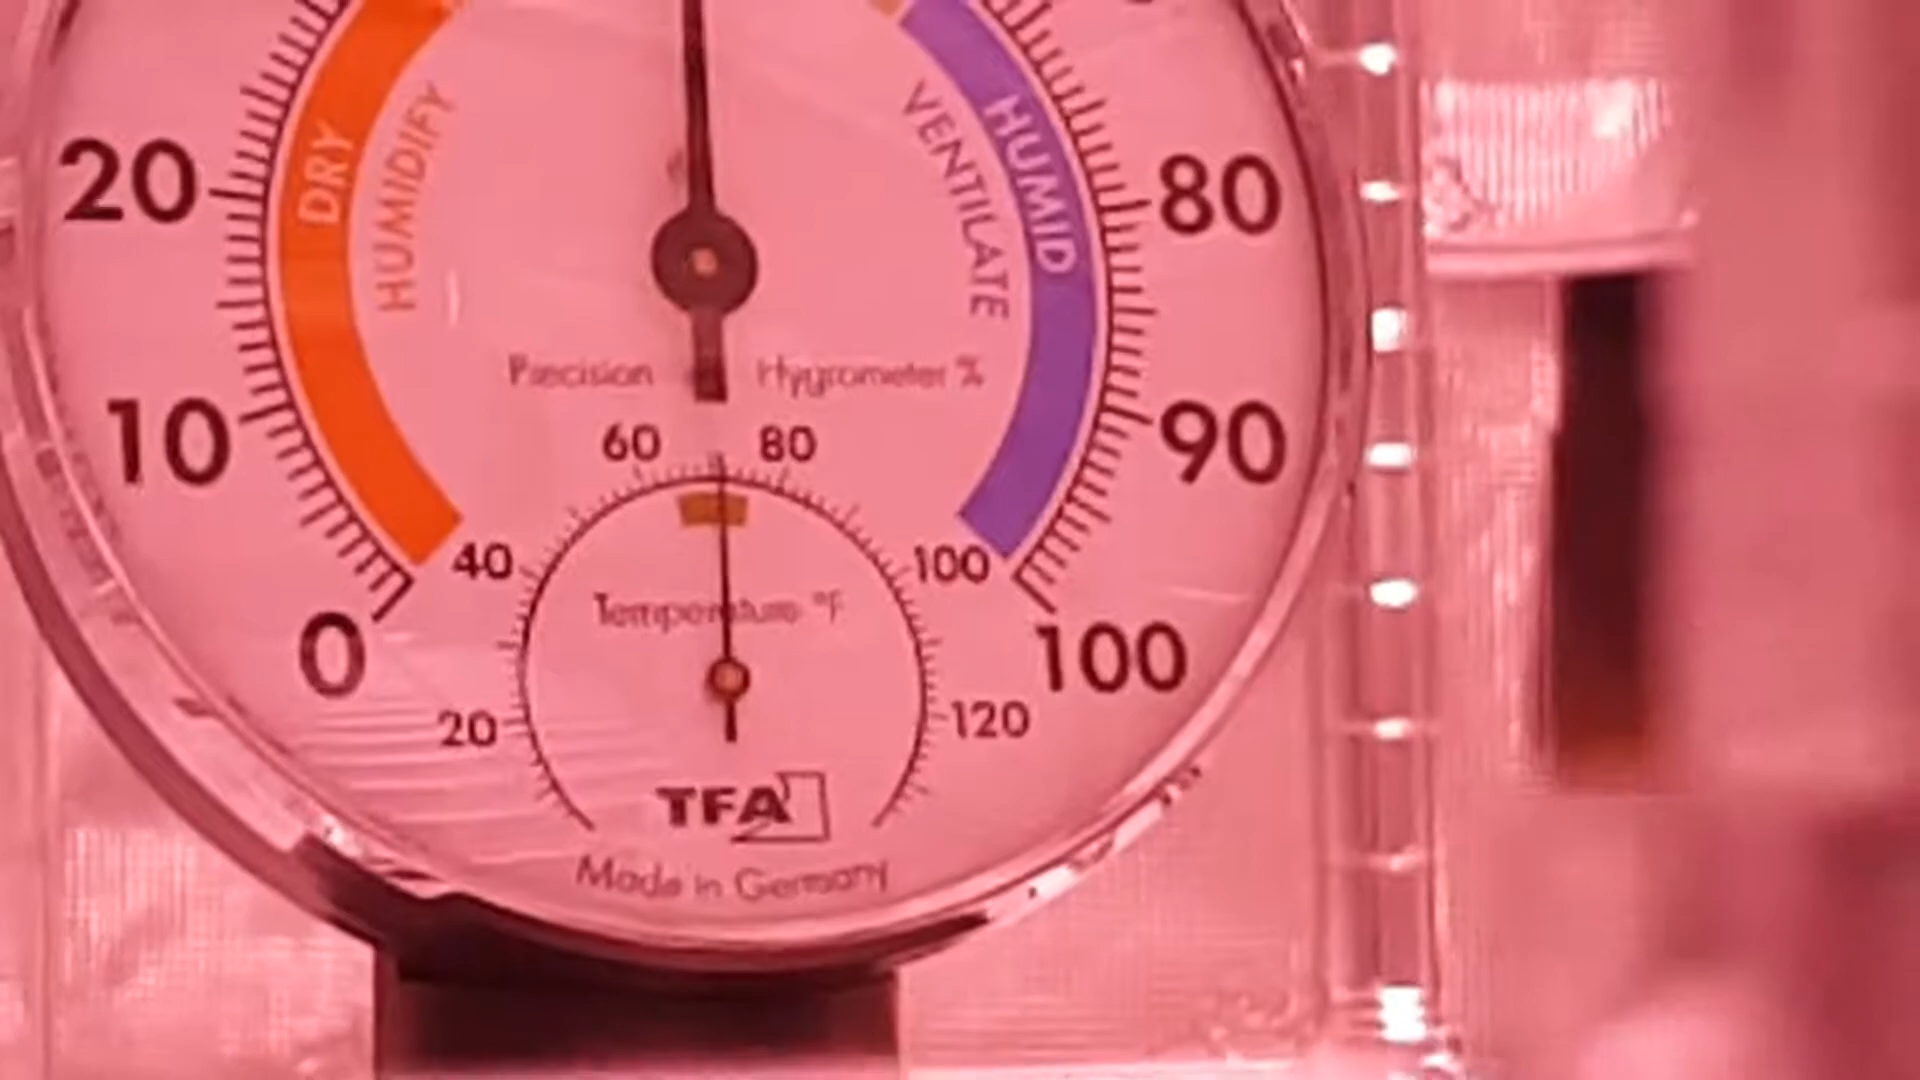 DRY
HUMIDIFY
VENTILATE
HUMID
20
80
10
90
Precision Hygrometer %
60 80
40 100
Temperature °F
0 100
20 120
TFA
Made in Germany